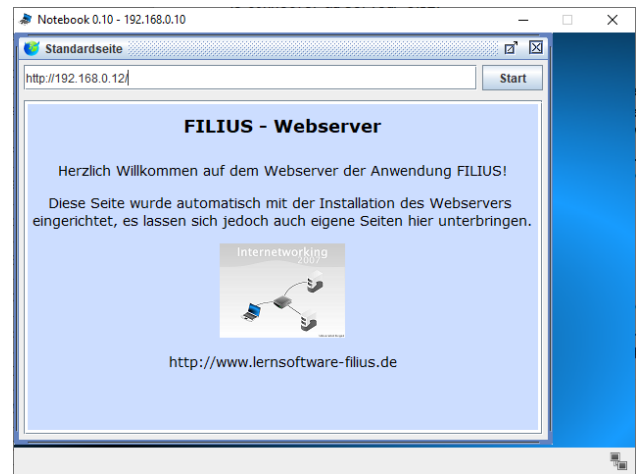 Notebook 0.10 - 192.168.0.10
Standardseite
http://192.168.0.12/
Start
FILIUS - Webserver
Herzlich Willkommen auf dem Webserver der Anwendung FILIUS!
Diese Seite wurde automatisch mit der Installation des Webservers
eingerichtet, es lassen sich jedoch auch eigene Seiten hier unterbringen.
Internetworking
2007
http://www.lernsoftware-filius.de